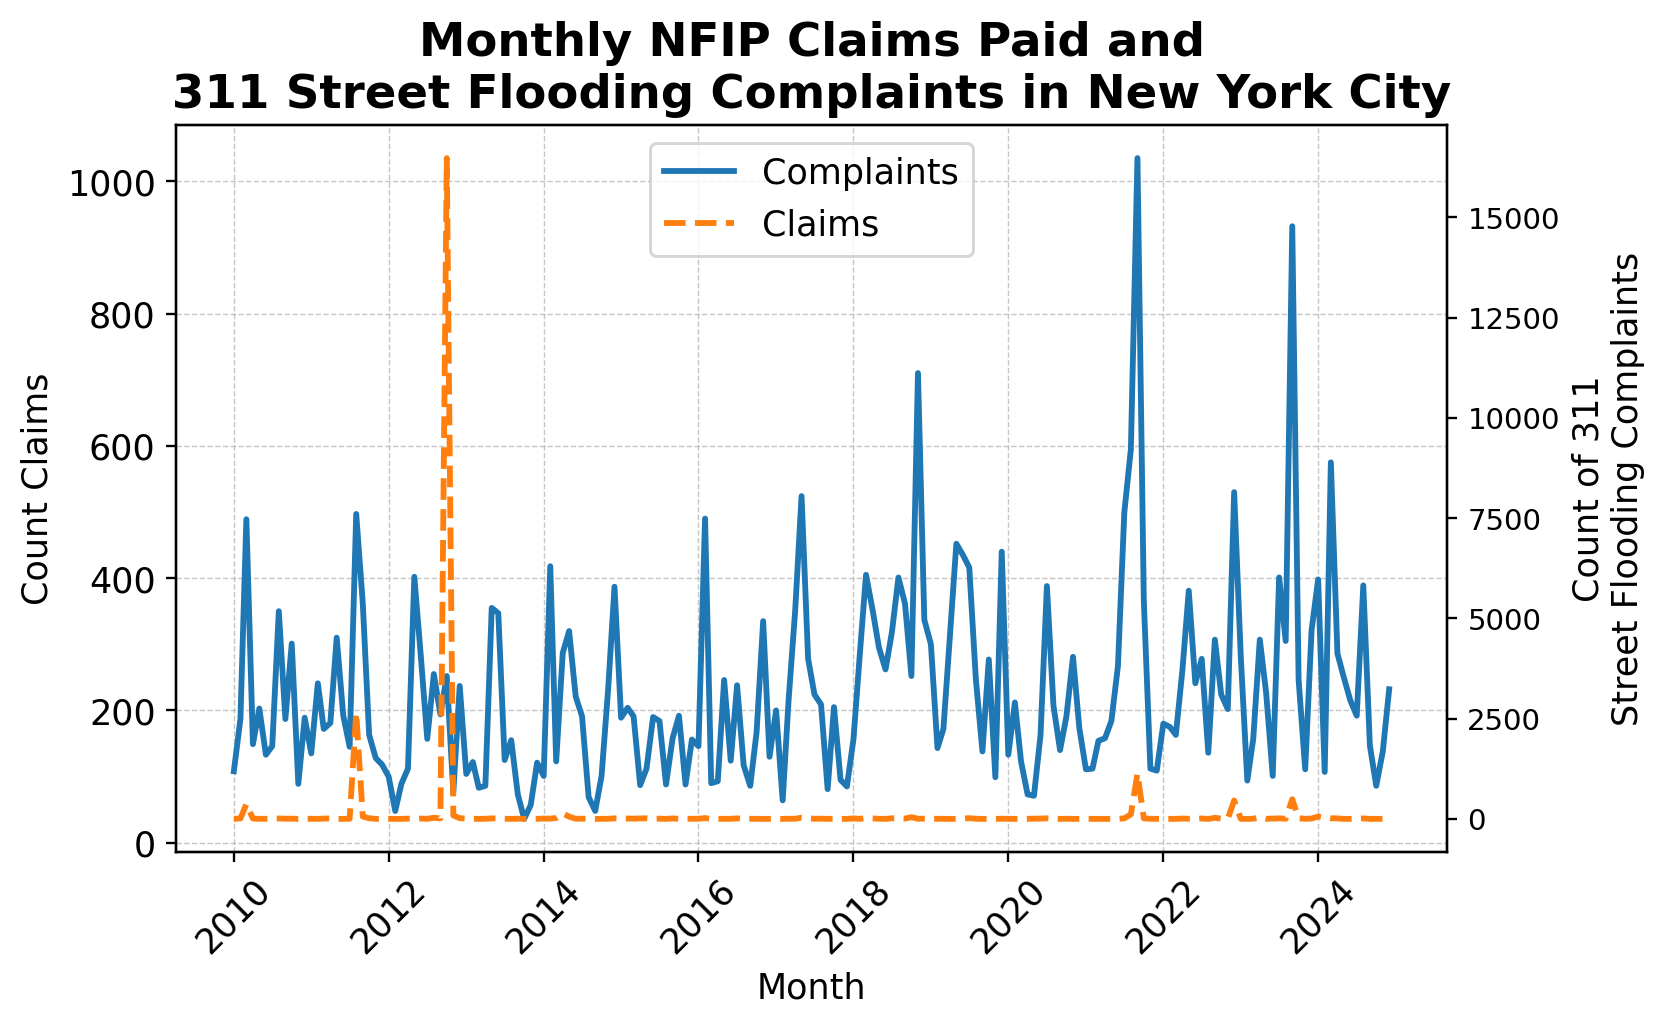 Monthly NFIP Claims Paid and
311 Street Flooding Complaints in New York City
Complaints
Claims
1000
800
600
400
200
0
Count Claims
15000
12500
10000
7500
5000
2500
0
Count of 311
Street Flooding Complaints
2010
2012
2014
2016
2018
2020
2022
2024
Month